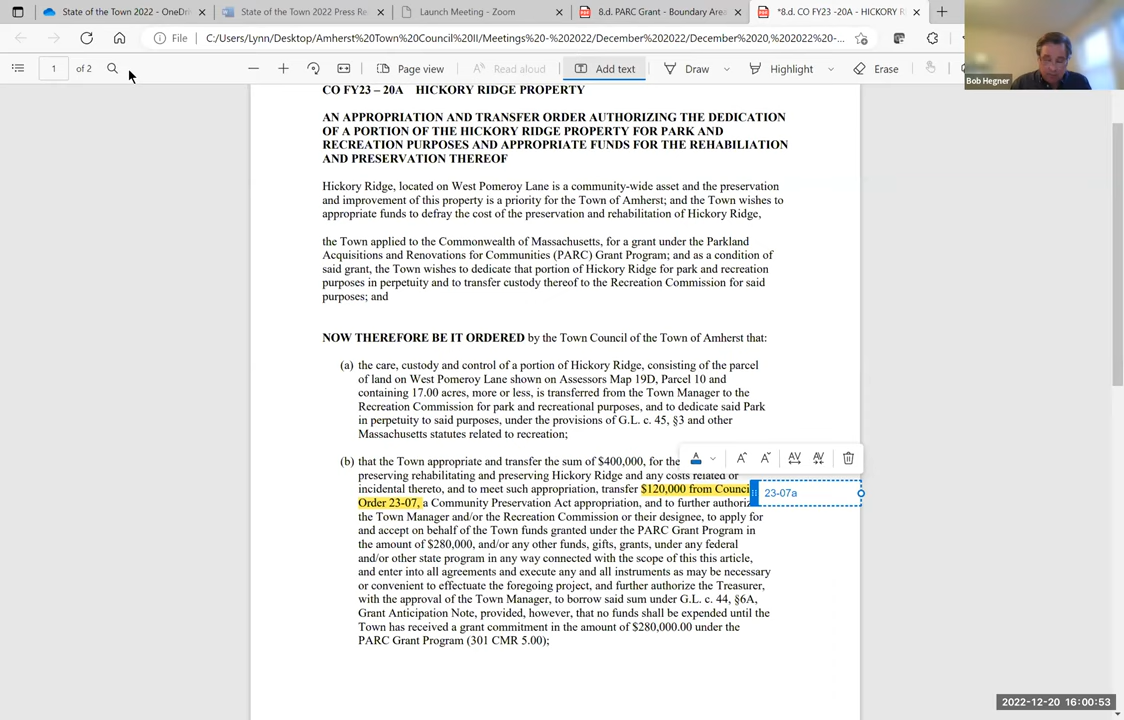 State of the Town 2022 - OneDri
State of the Town 2022 Press Re
Launch Meeting - Zoom
8.d. PARC Grant - Boundary Area
*8.d. CO FY23 -20A - HICKORY R
File
C:/Users/Lynn/Desktop/Amherst%20Town%20Council%20II/Meetings%20-%202022/December%202022/December%2020,%202022%20-...
1 of 2
Page view
Read aloud
Add text
Draw
Highlight
Erase
Bob Hegner
CO FY23 – 20A HICKORY RIDGE PROPERTY
AN APPROPRIATION AND TRANSFER ORDER AUTHORIZING THE DEDICATION
OF A PORTION OF THE HICKORY RIDGE PROPERTY FOR PARK AND
RECREATION PURPOSES AND APPROPRIATE FUNDS FOR THE REHABILIATION
AND PRESERVATION THEREOF
Hickory Ridge, located on West Pomeroy Lane is a community-wide asset and the preservation
and improvement of this property is a priority for the Town of Amherst; and the Town wishes to
appropriate funds to defray the cost of the preservation and rehabilitation of Hickory Ridge,
the Town applied to the Commonwealth of Massachusetts, for a grant under the Parkland
Acquisitions and Renovations for Communities (PARC) Grant Program; and as a condition of
said grant, the Town wishes to dedicate that portion of Hickory Ridge for park and recreation
purposes in perpetuity and to transfer custody thereof to the Recreation Commission for said
purposes; and
NOW THEREFORE BE IT ORDERED by the Town Council of the Town of Amherst that:
(a) the care, custody and control of a portion of Hickory Ridge, consisting of the parcel
of land on West Pomeroy Lane shown on Assessors Map 19D, Parcel 10 and
containing 17.00 acres, more or less, is transferred from the Town Manager to the
Recreation Commission for park and recreational purposes, and to dedicate said Park
in perpetuity to said purposes, under the provisions of G.L. c. 45, §3 and other
Massachusetts statutes related to recreation;
(b) that the Town appropriate and transfer the sum of $400,000, for the
preserving rehabilitating and preserving Hickory Ridge and any costs related or
incidental thereto, and to meet such appropriation, transfer $120,000 from Counci
23-07a
Order 23-07, a Community Preservation Act appropriation, and to further authoriz
the Town Manager and/or the Recreation Commission or their designee, to apply for
and accept on behalf of the Town funds granted under the PARC Grant Program in
the amount of $280,000, and/or any other funds, gifts, grants, under any federal
and/or other state program in any way connected with the scope of this this article,
and enter into all agreements and execute any and all instruments as may be necessary
or convenient to effectuate the foregoing project, and further authorize the Treasurer,
with the approval of the Town Manager, to borrow said sum under G.L. c. 44, §6A,
Grant Anticipation Note, provided, however, that no funds shall be expended until the
Town has received a grant commitment in the amount of $280,000.00 under the
PARC Grant Program (301 CMR 5.00);
2022-12-20 16:00:53